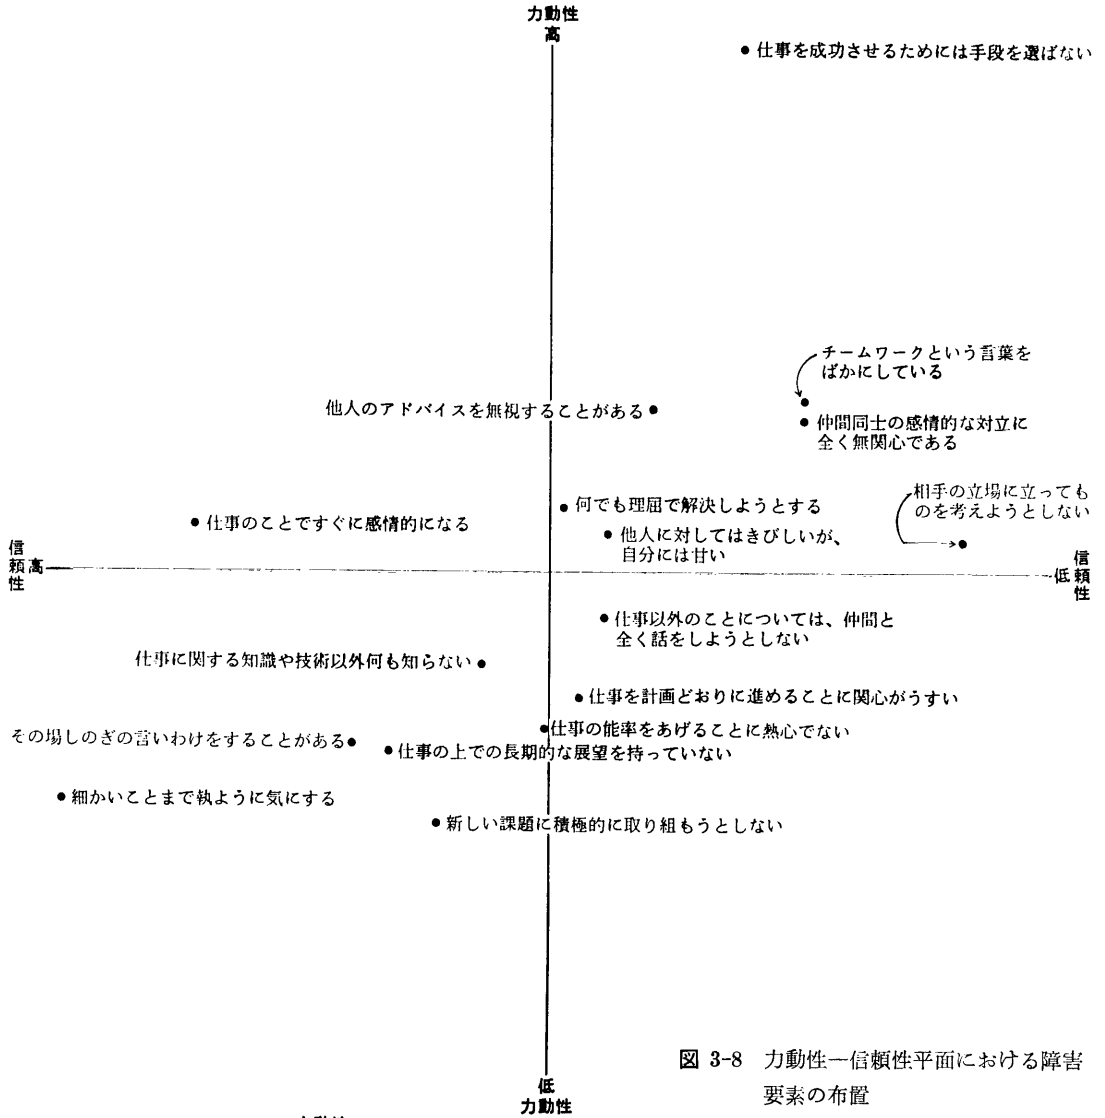 力動性
高
仕事を成功させるためには手段を選ばない
チームワークという言葉を
ばかにしている
他人のアドバイスを無視することがある
仲間同士の感情的な対立に
全く無関心である
相手の立場に立っても
のを考えようとしない
何でも理屈で解決しようとする
仕事のことですぐに感情的になる
他人に対してはきびしいが、
自分には甘い
信頼性
高
低
信頼性
仕事以外のことについては、仲間と
全く話をしようとしない
仕事に関する知識や技術以外何も知らない
仕事を計画どおりに進めることに関心がうすい
仕事の能率をあげることに熱心でない
その場しのぎの言いわけをすることがある
仕事の上での長期的な展望を持っていない
細かいことまで執ように気にする
新しい課題に積極的に取り組もうとしない
低
力動性
図 3-8 力動性―信頼性平面における障害
要素の布置